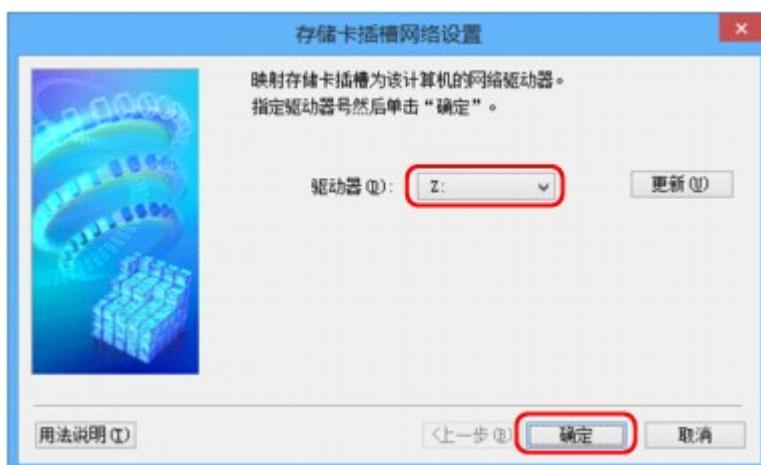 存储卡插槽网络设置
映射存储卡插槽为该计算机的网络驱动器。
指定驱动器号然后单击“确定”。
驱动器(D): Z: 更新(U)
用法说明(I) <上一步(B) 确定 取消